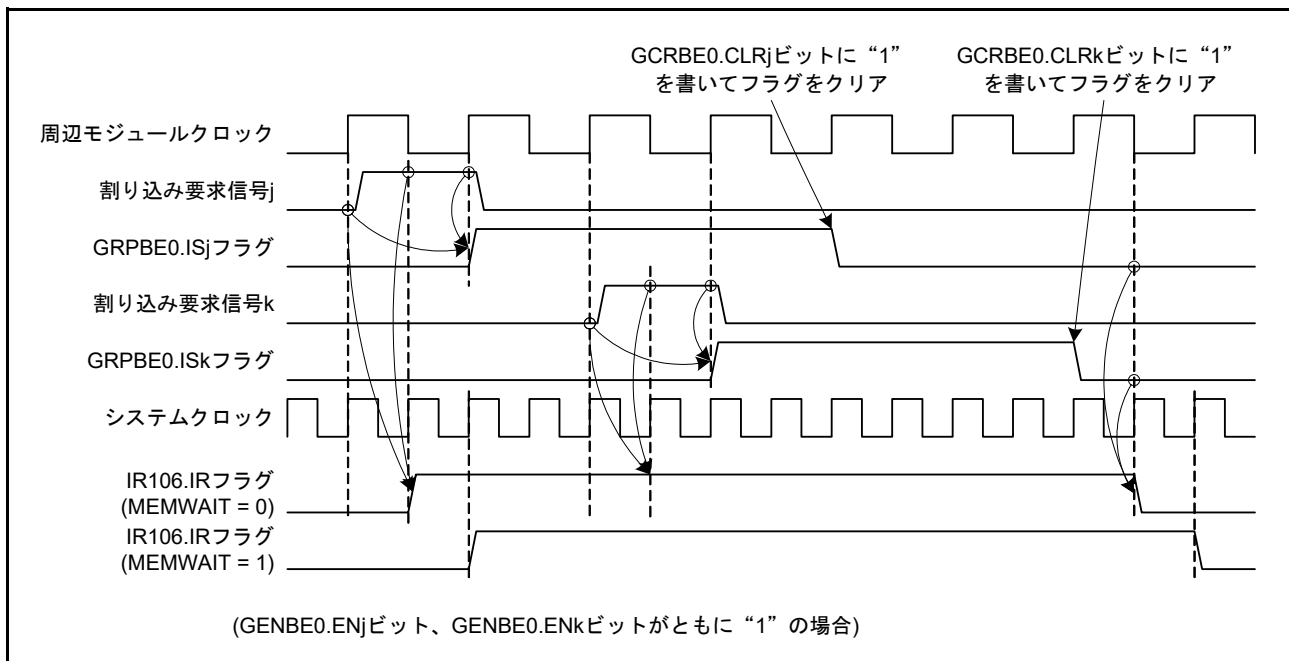 GCRBE0.CLRjビットに“1”
を書いてフラグをクリア
GCRBE0.CLRkビットに“1”
を書いてフラグをクリア
周辺モジュールクロック
割り込み要求信号j
GRPBE0.ISjフラグ
割り込み要求信号k
GRPBE0.ISkフラグ
システムクロック
IR106.IRフラグ
(MEMWAIT = 0)
IR106.IRフラグ
(MEMWAIT = 1)
(GENBE0.ENjビット、GENBE0.ENkビットがともに“1”の場合)